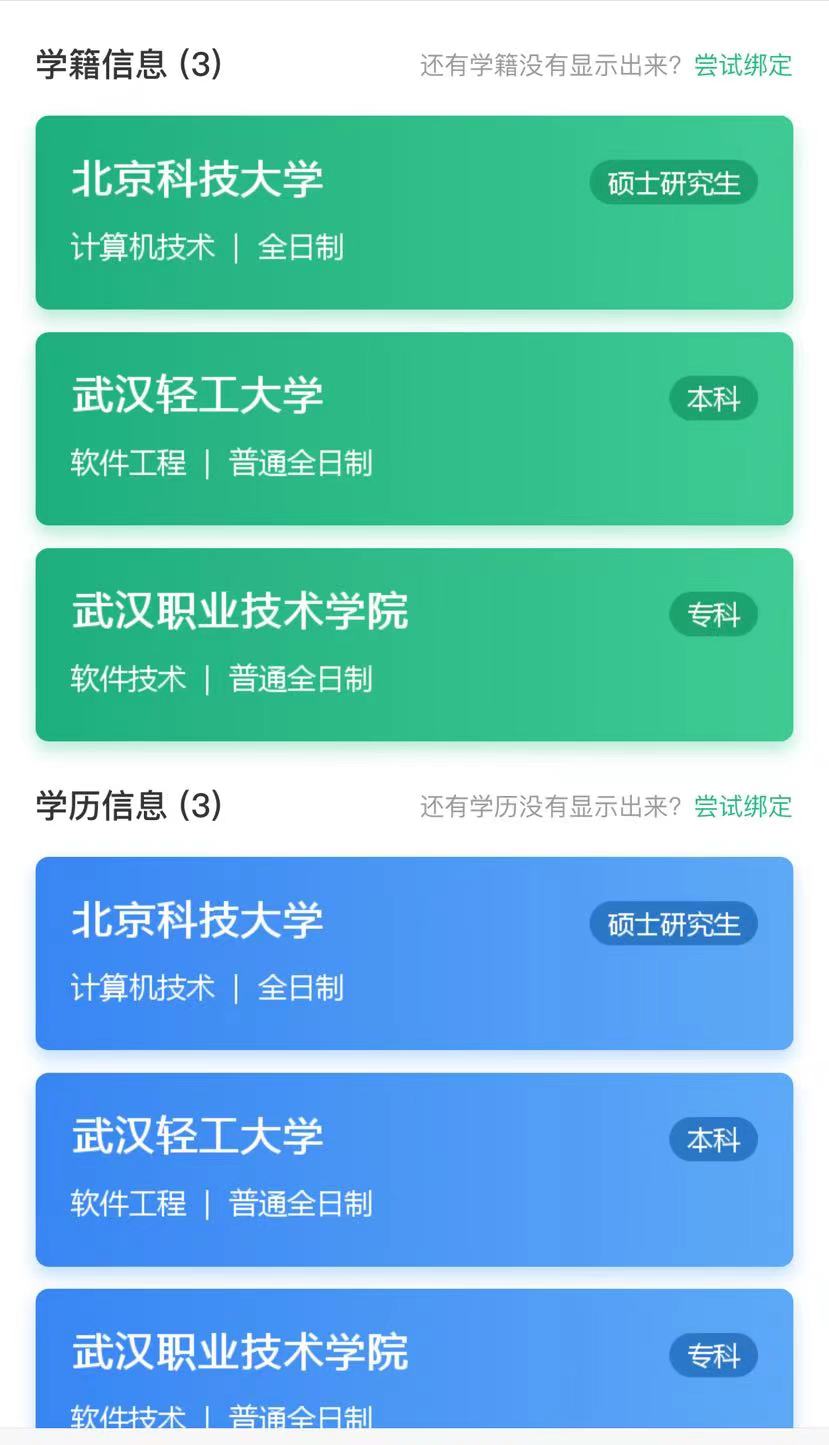 学籍信息 (3) 还有学籍没有显示出来? 尝试绑定
北京科技大学 硕士研究生
计算机技术 | 全日制
武汉轻工大学 本科
软件工程 | 普通全日制
武汉职业技术学院 专科
软件技术 | 普通全日制
学历信息 (3) 还有学历没有显示出来? 尝试绑定
北京科技大学 硕士研究生
计算机技术 | 全日制
武汉轻工大学 本科
软件工程 | 普通全日制
武汉职业技术学院 专科
软件技术 | 普通全日制